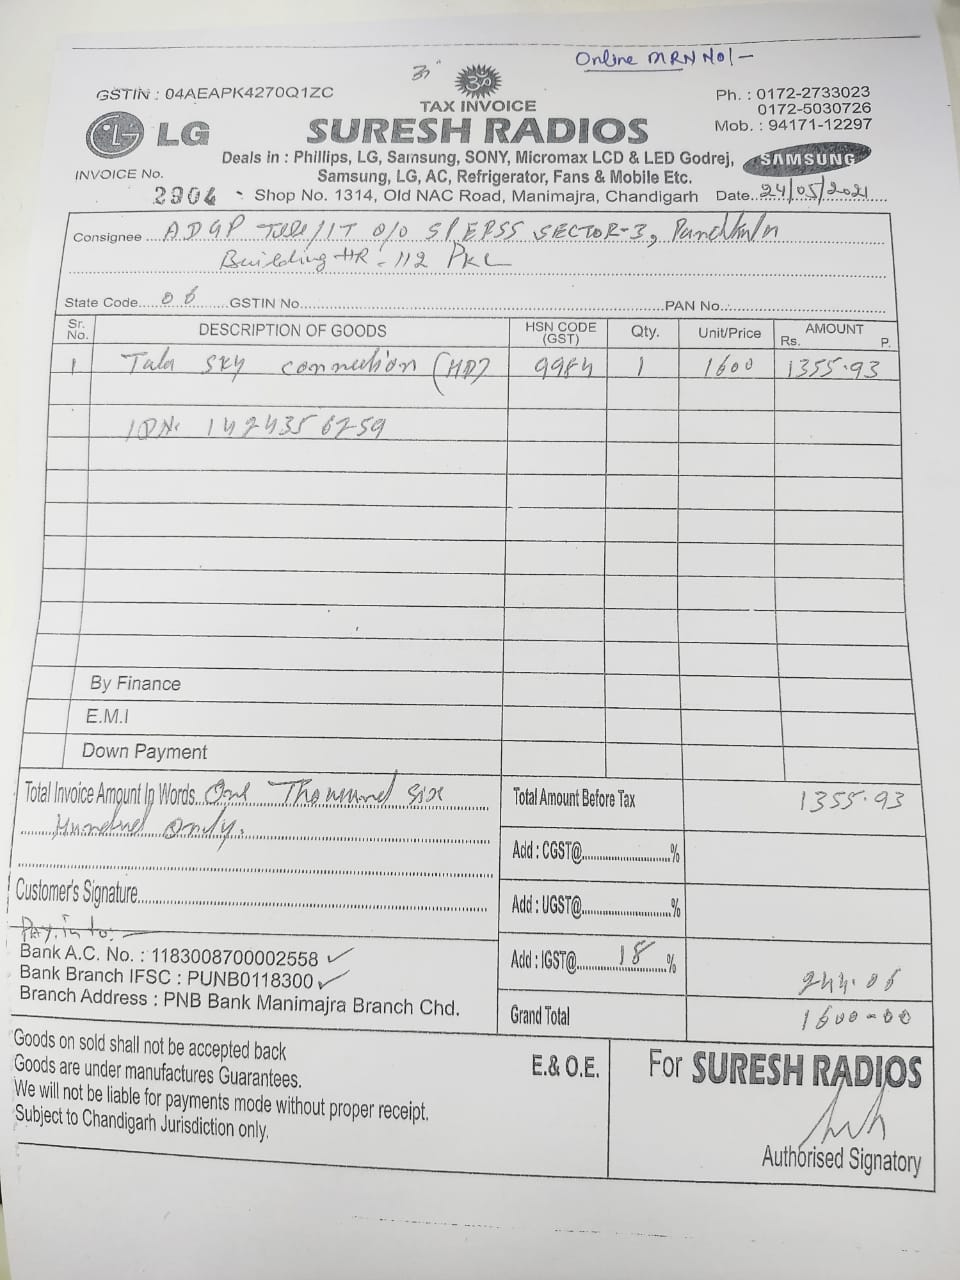 Online MRN No/-
ॐ
GSTIN : 04AEAPK4270Q1ZC
TAX INVOICE
Ph. : 0172-2733023
0172-5030726
Mob. : 94171-12297
LG
SURESH RADIOS
Deals in : Phillips, LG, Samsung, SONY, Micromax LCD & LED Godrej,
Samsung, LG, AC, Refrigerator, Fans & Mobile Etc.
SAMSUNG
INVOICE No.
2904
Shop No. 1314, Old NAC Road, Manimajra, Chandigarh
Date..24/05/2021
Consignee ADGP Tele/IT O/O SP ERSS SECTOR-3, Panchkula
Building HR-112 PKL
State Code.....06.......GSTIN No.......PAN No.......
Sr. No. DESCRIPTION OF GOODS HSN CODE (GST) Qty. Unit/Price AMOUNT Rs. P.
1 Tata SKY connection (HD) 9984 1 1600 1355.93
IDN. 1424356259
By Finance
E.M.I
Down Payment
Total Invoice Amount In Words One Thousand Six
Hundred only.
Total Amount Before Tax 1355.93
Add : CGST@..........%
Customer's Signature..........
Add : UGST@..........%
Pay in to:-
Bank A.C. No. : 1183008700002558
Bank Branch IFSC : PUNB0118300
Branch Address : PNB Bank Manimajra Branch Chd.
Add : IGST@....18....% 244.06
Grand Total 1600-00
Goods on sold shall not be accepted back
Goods are under manufactures Guarantees.
We will not be liable for payments mode without proper receipt.
Subject to Chandigarh Jurisdiction only.
E.& O.E.
For SURESH RADIOS
Authorised Signatory